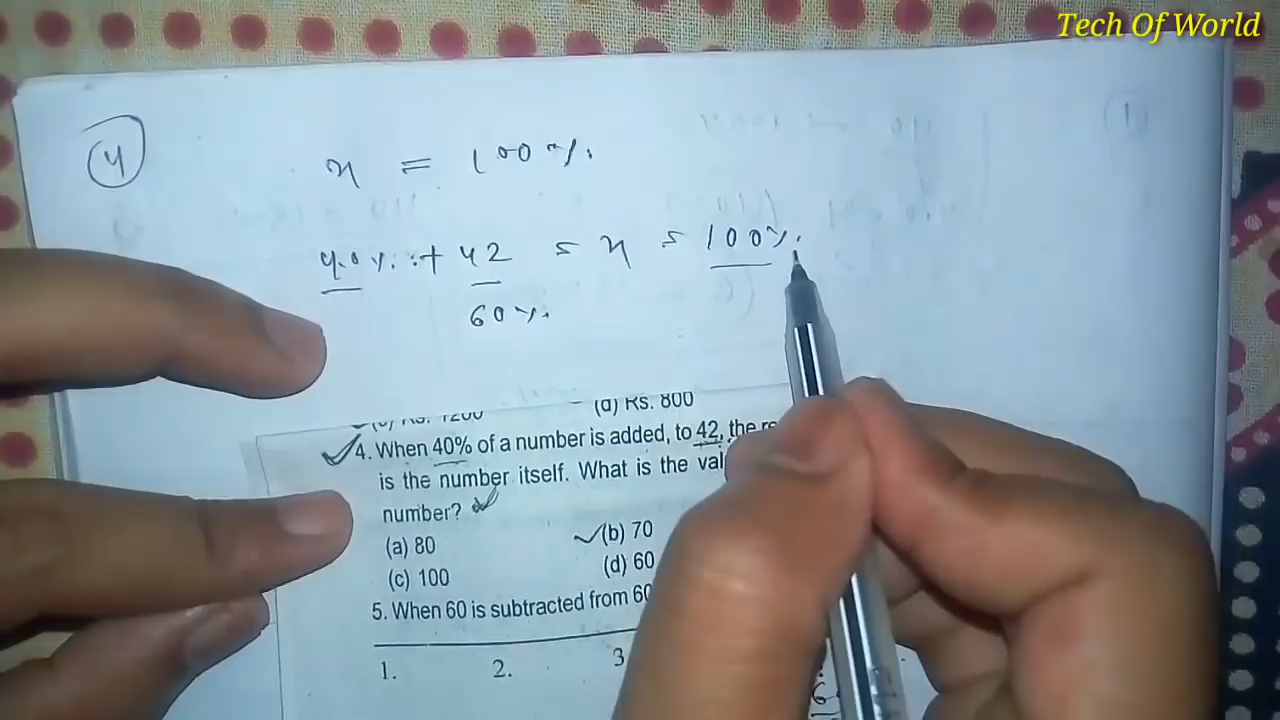 Tech Of World
4
x = 100%
40% + 42 = x = 100%
60%
(d) Rs. 800
4. When 40% of a number is added, to 42, the
is the number itself. What is the
number?
(a) 80 (b) 70
(c) 100 (d) 60
5. When 60 is subtracted from
1. 2. 3